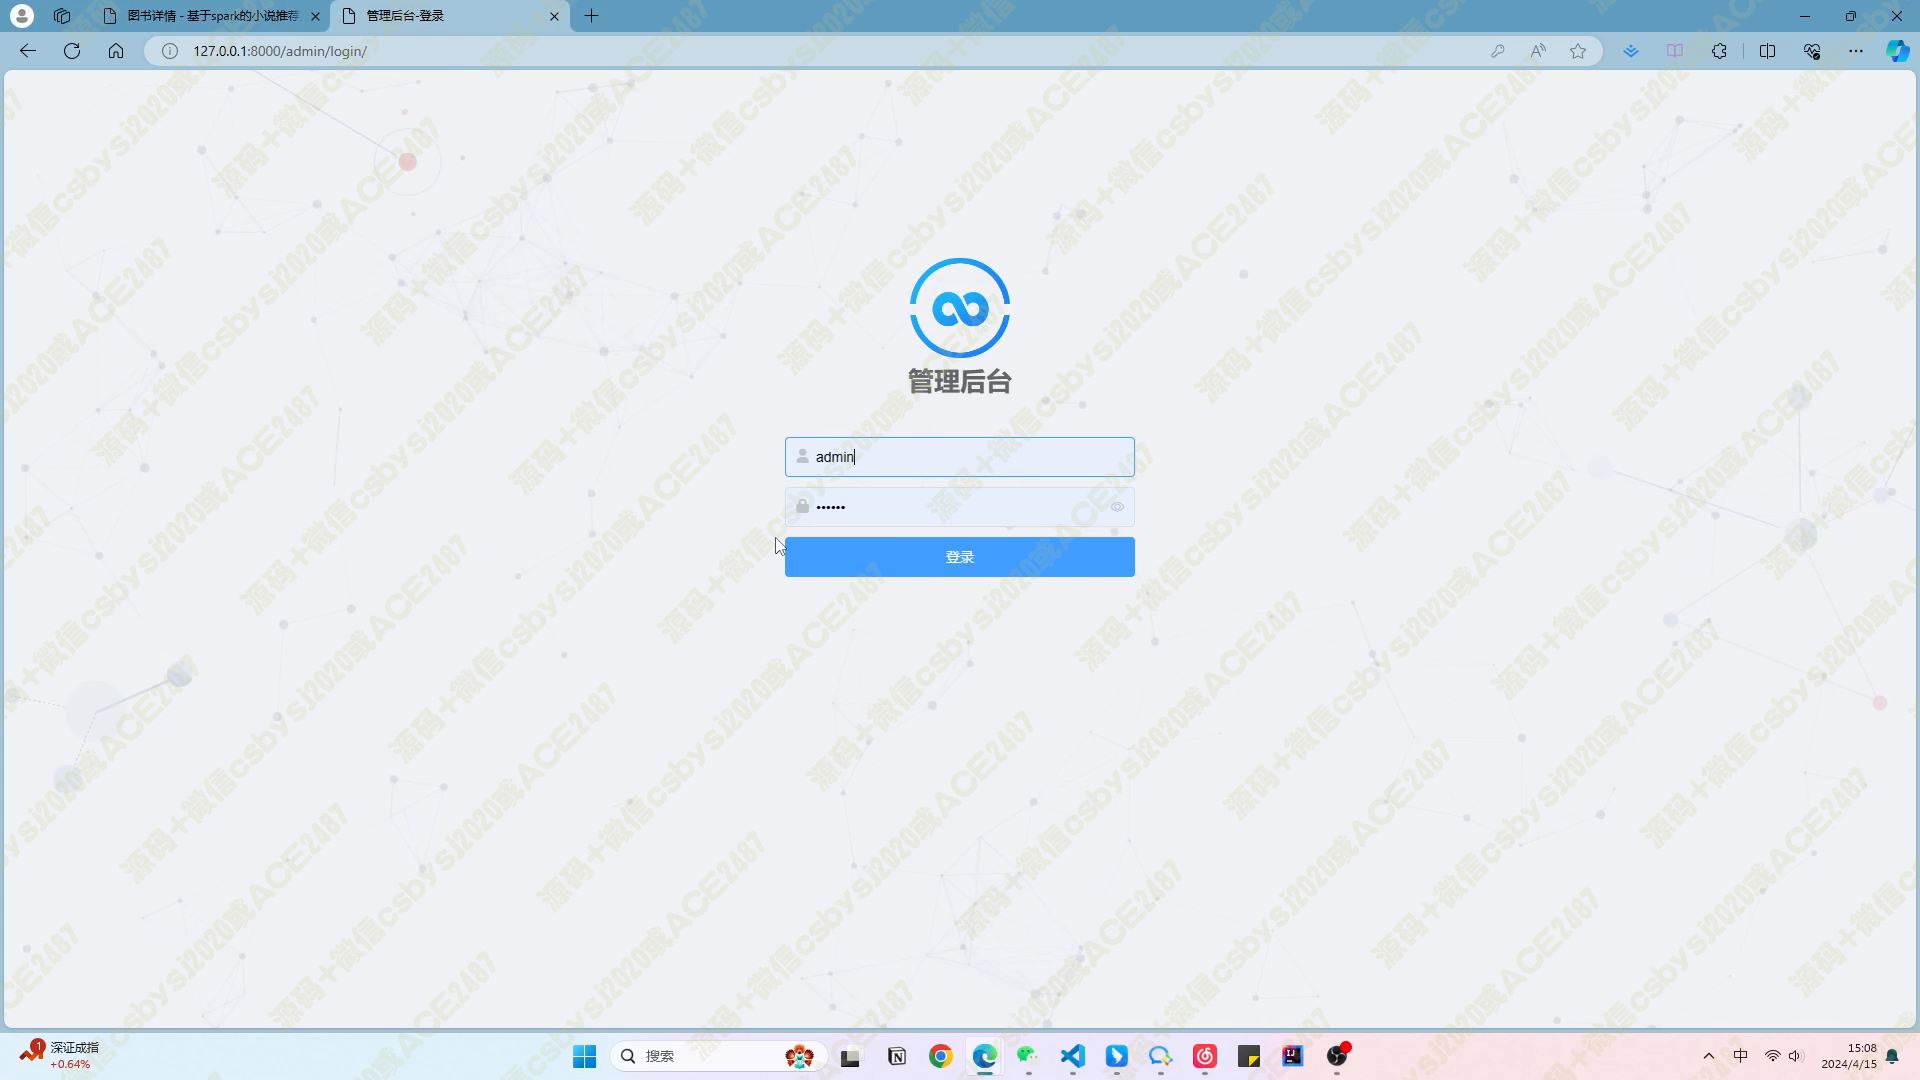 图书详情 - 基于spark的小说推荐
管理后台-登录
127.0.0.1:8000/admin/login/
管理后台
admin
••••••
登录
源码+微信csbysj2020或ACE2487
深证成指
+0.64%
1
搜索
中
15:08
2024/4/15